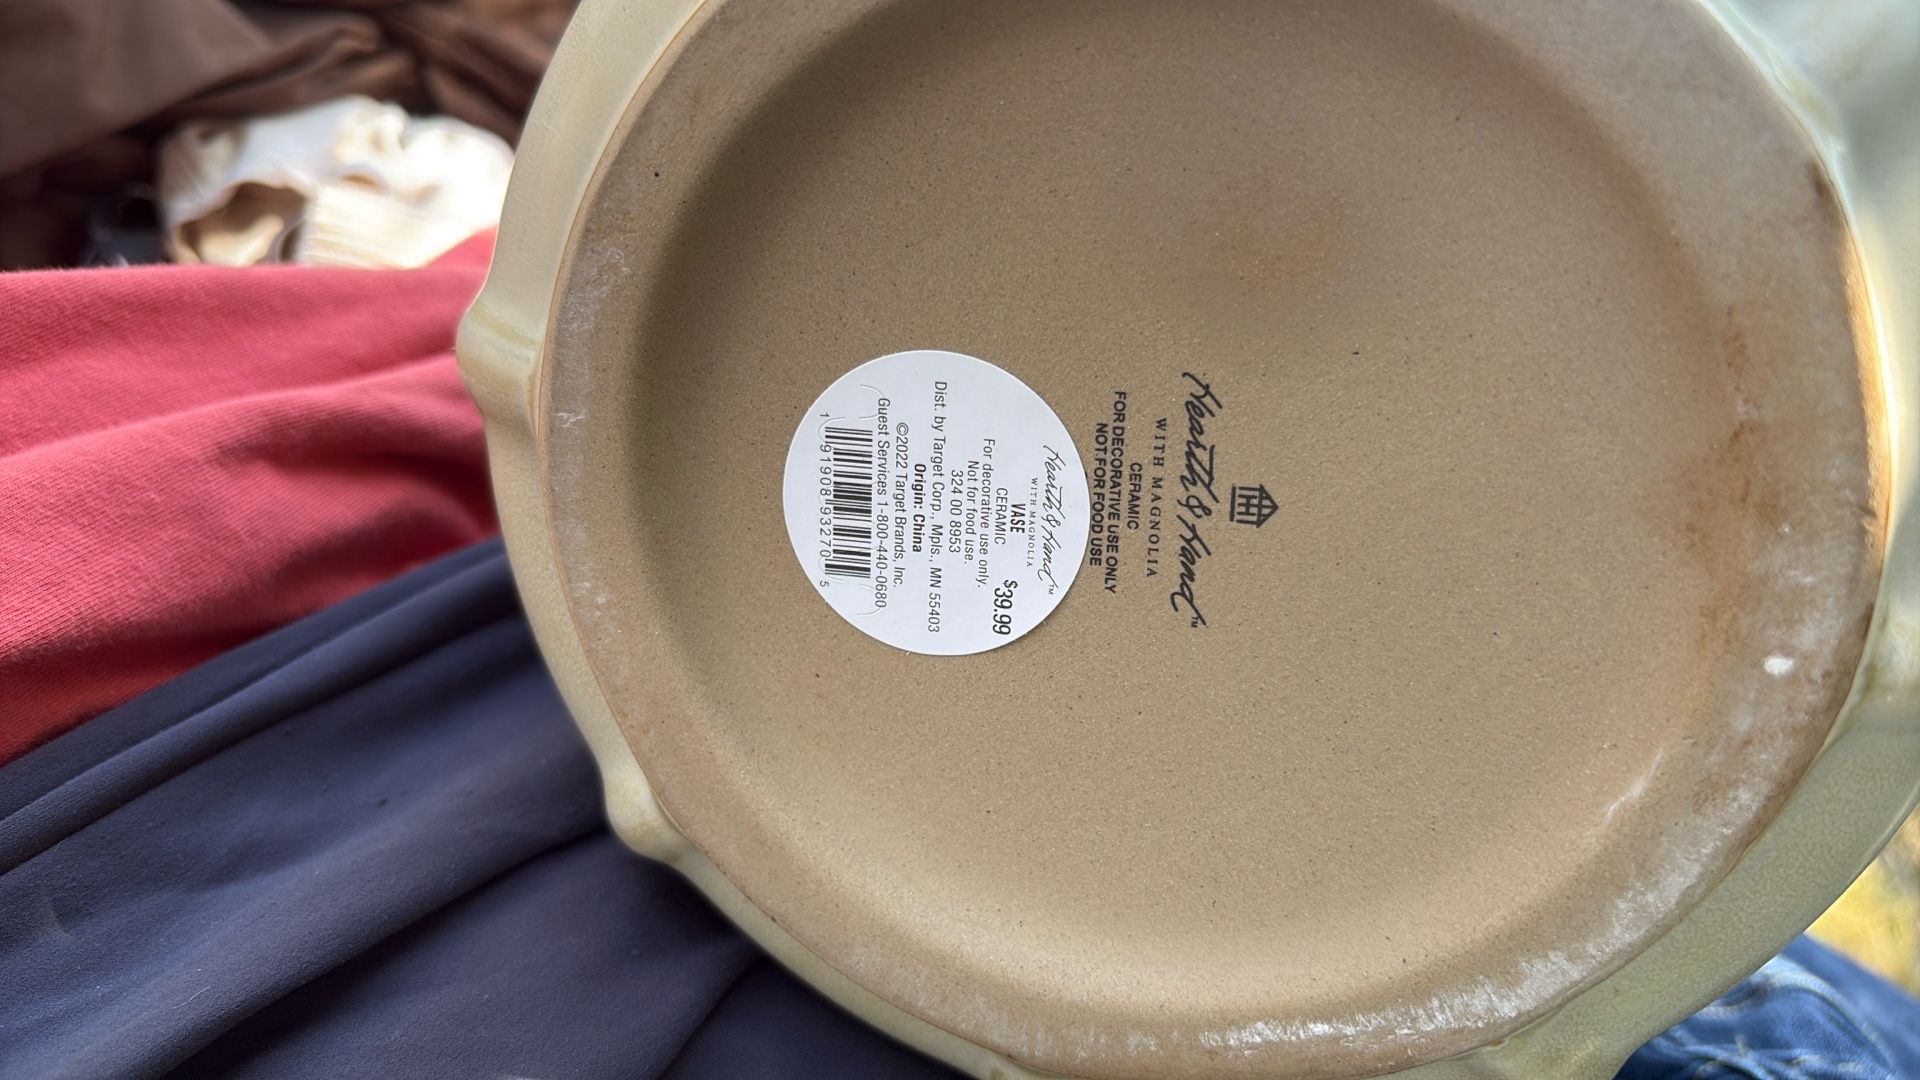 Hearth & Hand™
WITH MAGNOLIA
CERAMIC
FOR DECORATIVE USE ONLY
NOT FOR FOOD USE
Hearth & Hand™
WITH MAGNOLIA
VASE
$39.99
CERAMIC
For decorative use only.
Not for food use.
324 00 8953
Dist. by Target Corp., Mpls., MN 55403
Origin: China
©2022 Target Brands, Inc.
Guest Services 1-800-440-0680
1 91908 93270 5